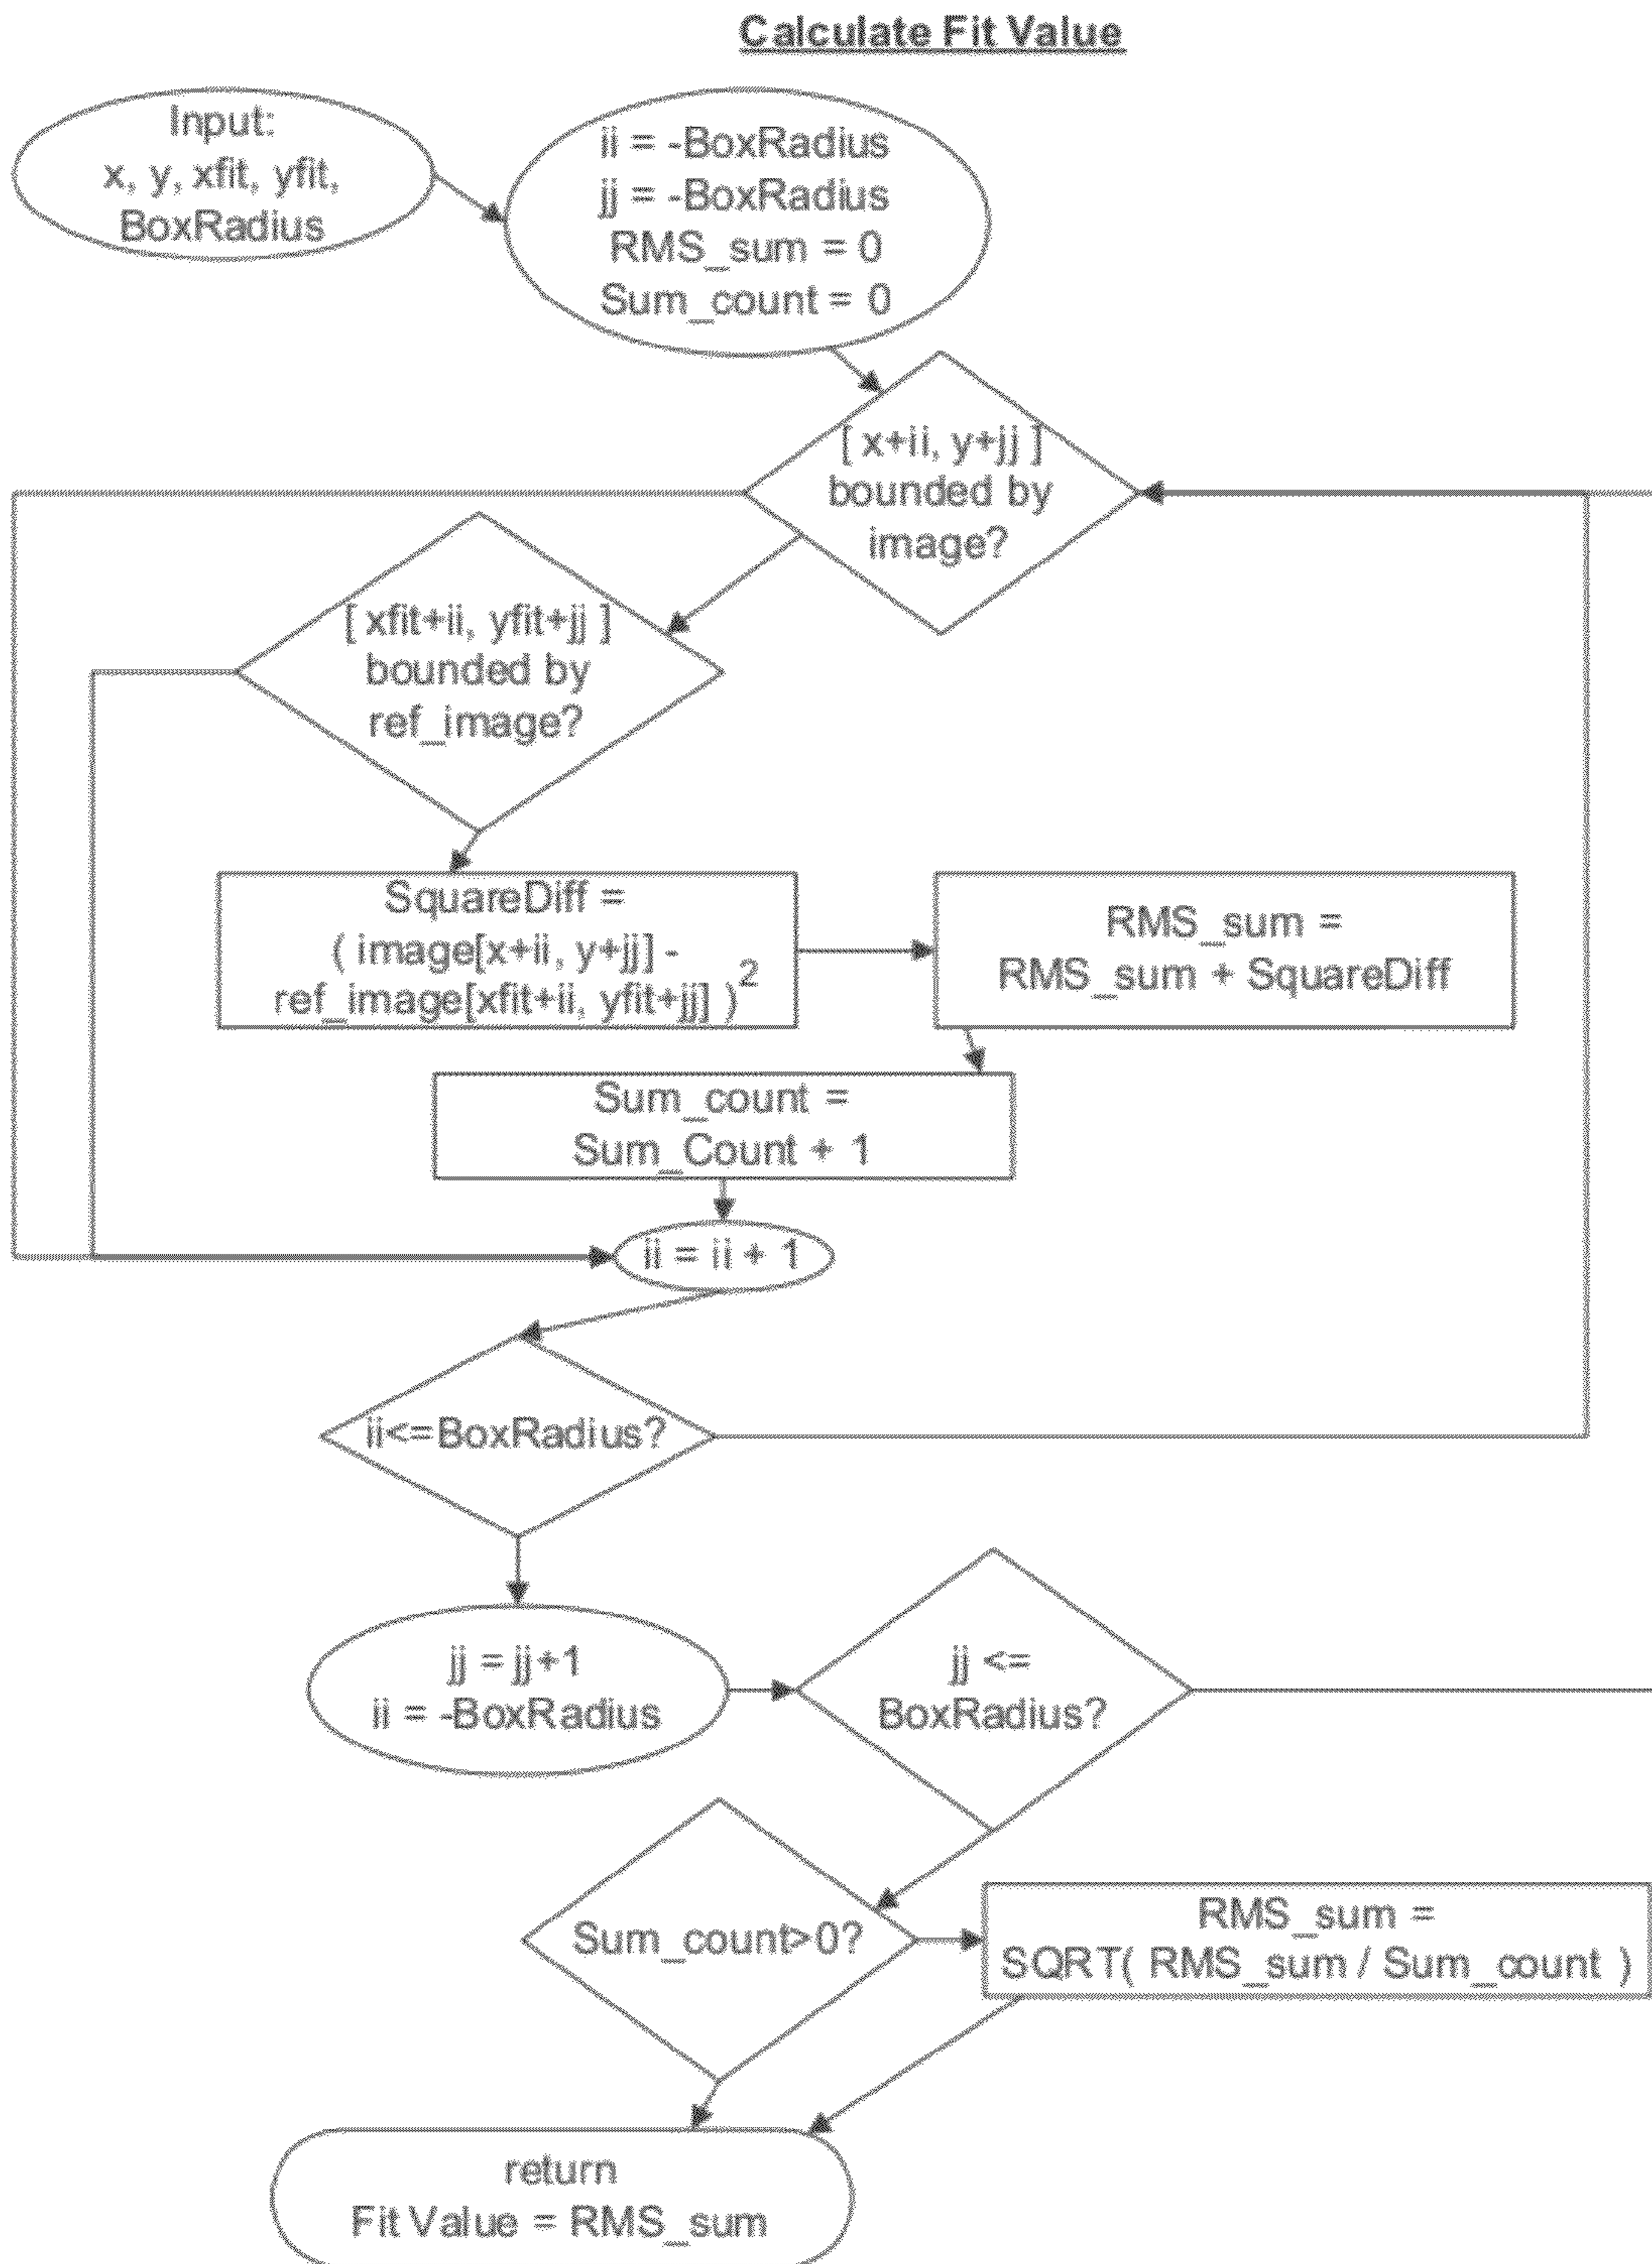 Calculate Fit Value
Input:
x, y, xfit, yfit,
BoxRadius
ii = -BoxRadius
jj = -BoxRadius
RMS_sum = 0
Sum_count = 0
[ x+ii, y+jj ]
bounded by
image?
[ xfit+ii, yfit+jj ]
bounded by
ref_image?
SquareDiff =
( image[x+ii, y+jj] -
ref_image[xfit+ii, yfit+jj] )2
RMS_sum =
RMS_sum + SquareDiff
Sum_count =
Sum_Count + 1
ii = ii + 1
ii<=BoxRadius?
jj = jj+1
ii = -BoxRadius
jj <=
BoxRadius?
Sum_count>0?
RMS_sum =
SQRT( RMS_sum / Sum_count )
return
Fit Value = RMS_sum